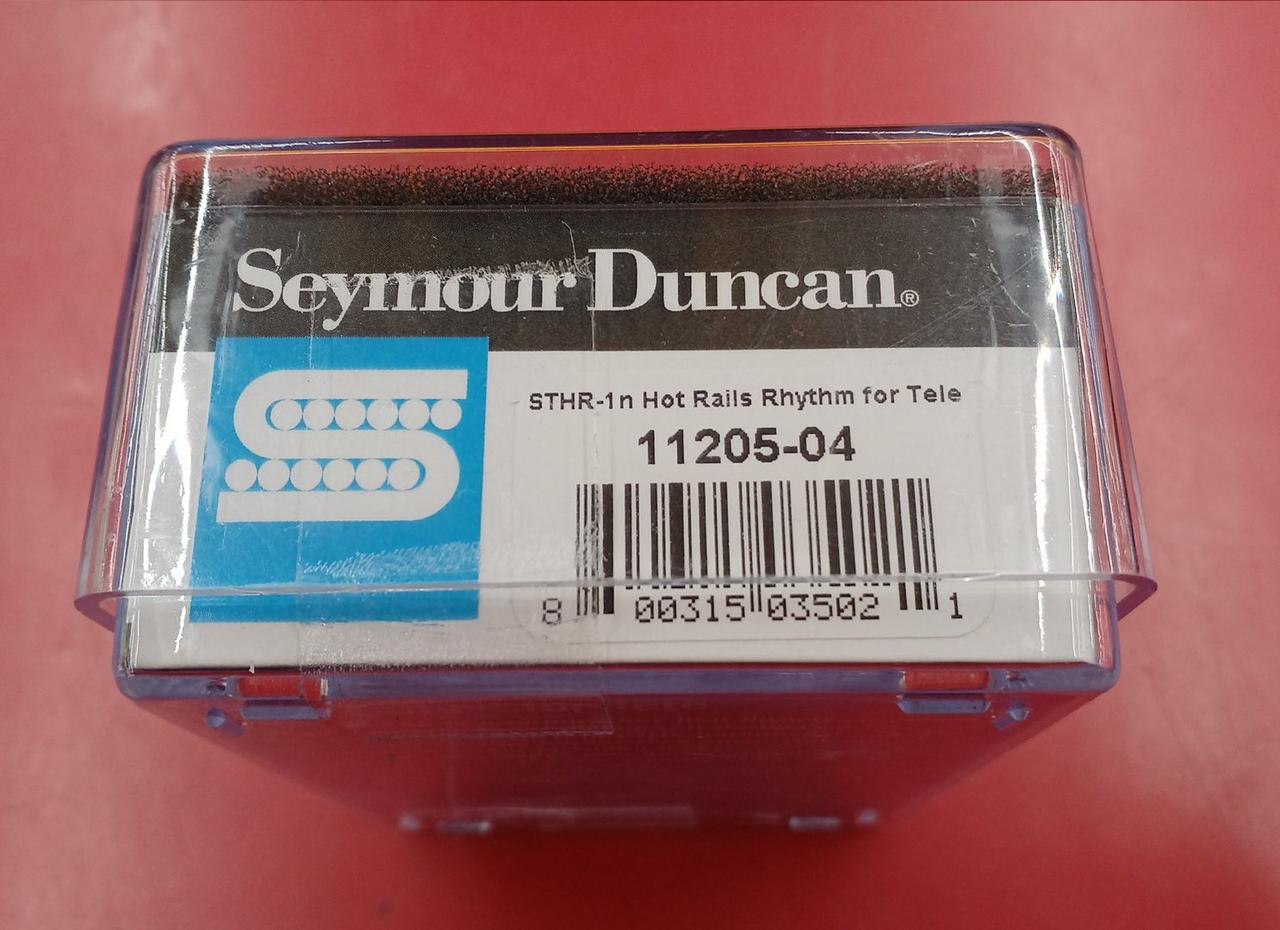 Seymour Duncan®
STHR-1n Hot Rails Rhythm for Tele
11205-04
8 00315 03502 1